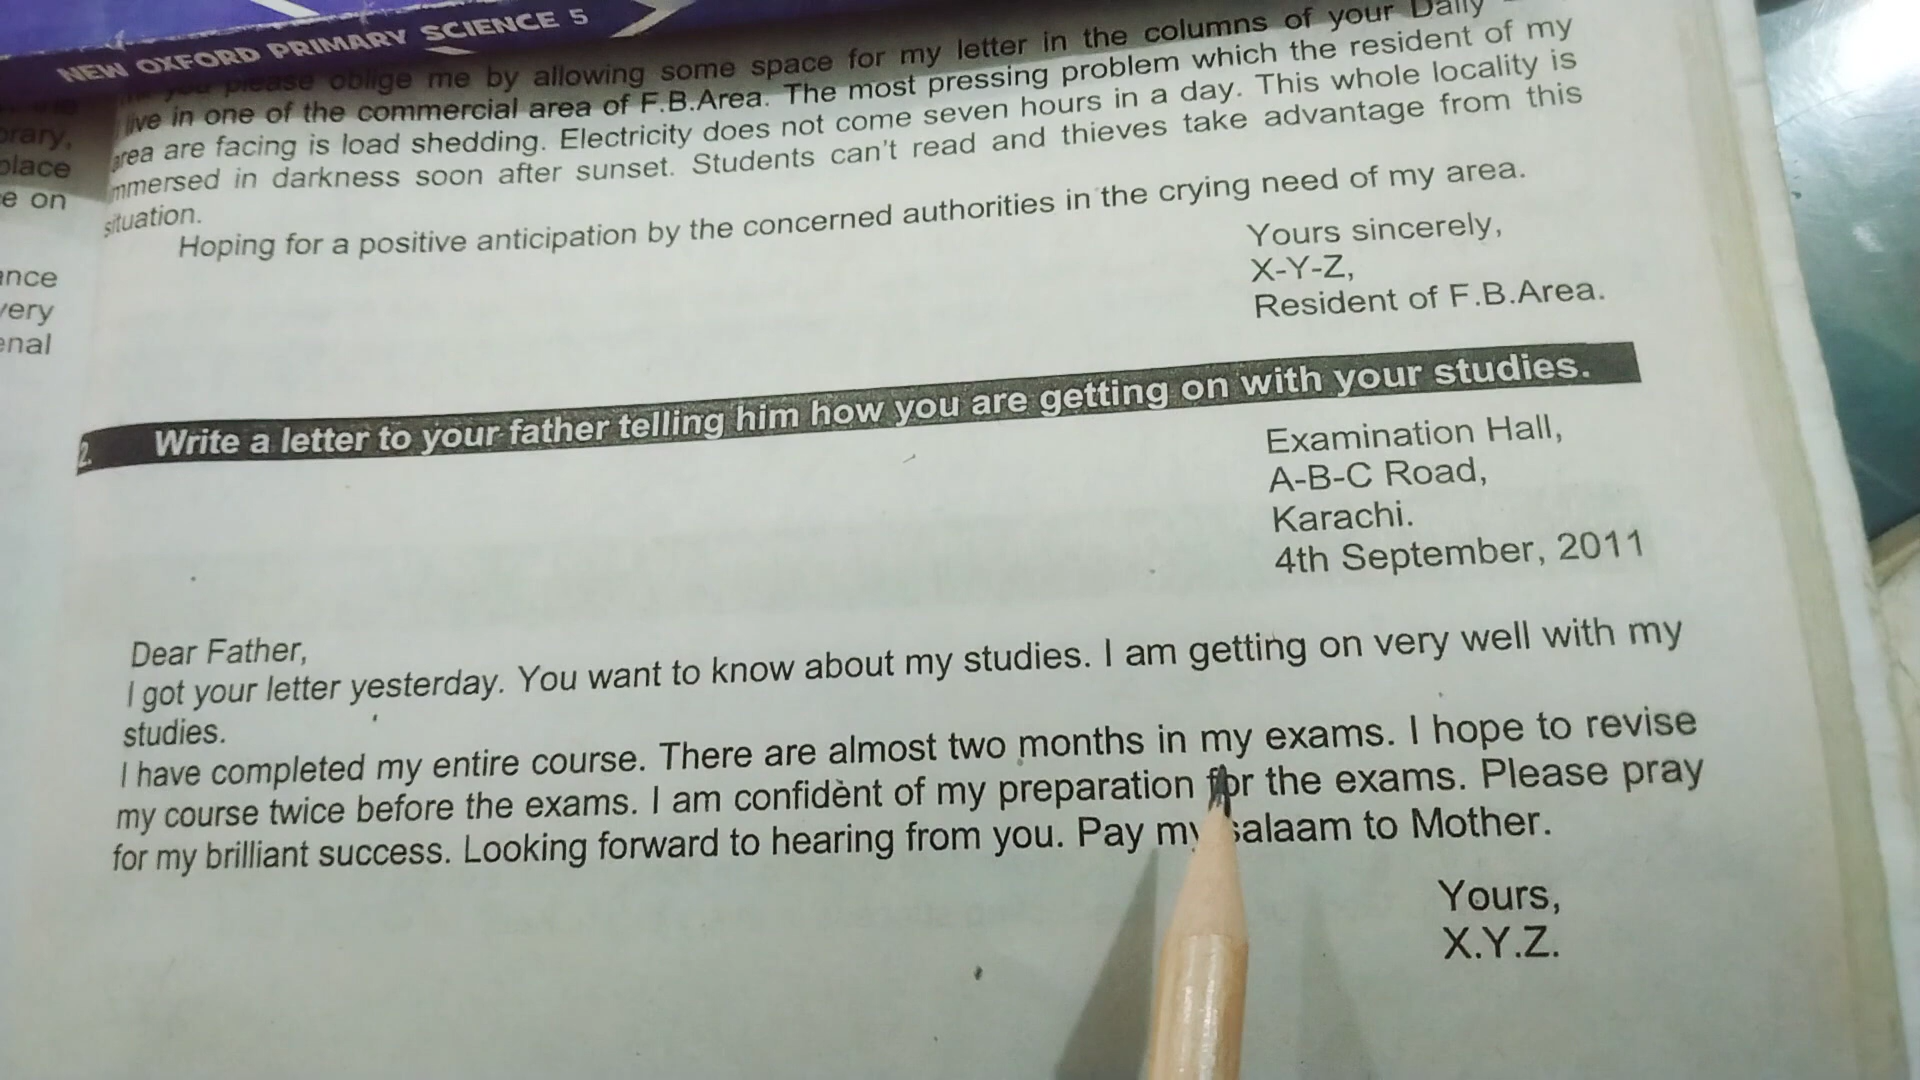 NEW OXFORD PRIMARY SCIENCE 5
you please oblige me by allowing some space for my letter in the columns of your Daily
live in one of the commercial area of F.B.Area. The most pressing problem which the resident of my
area are facing is load shedding. Electricity does not come seven hours in a day. This whole locality is
mmersed in darkness soon after sunset. Students can't read and thieves take advantage from this
situation.
Hoping for a positive anticipation by the concerned authorities in the crying need of my area.
Yours sincerely,
X-Y-Z,
Resident of F.B.Area.
place
e on
ance
very
enal
2. Write a letter to your father telling him how you are getting on with your studies.
Examination Hall,
A-B-C Road,
Karachi.
4th September, 2011
Dear Father,
I got your letter yesterday. You want to know about my studies. I am getting on very well with my
studies.
I have completed my entire course. There are almost two months in my exams. I hope to revise
my course twice before the exams. I am confident of my preparation for the exams. Please pray
for my brilliant success. Looking forward to hearing from you. Pay my salaam to Mother.
Yours,
X.Y.Z.